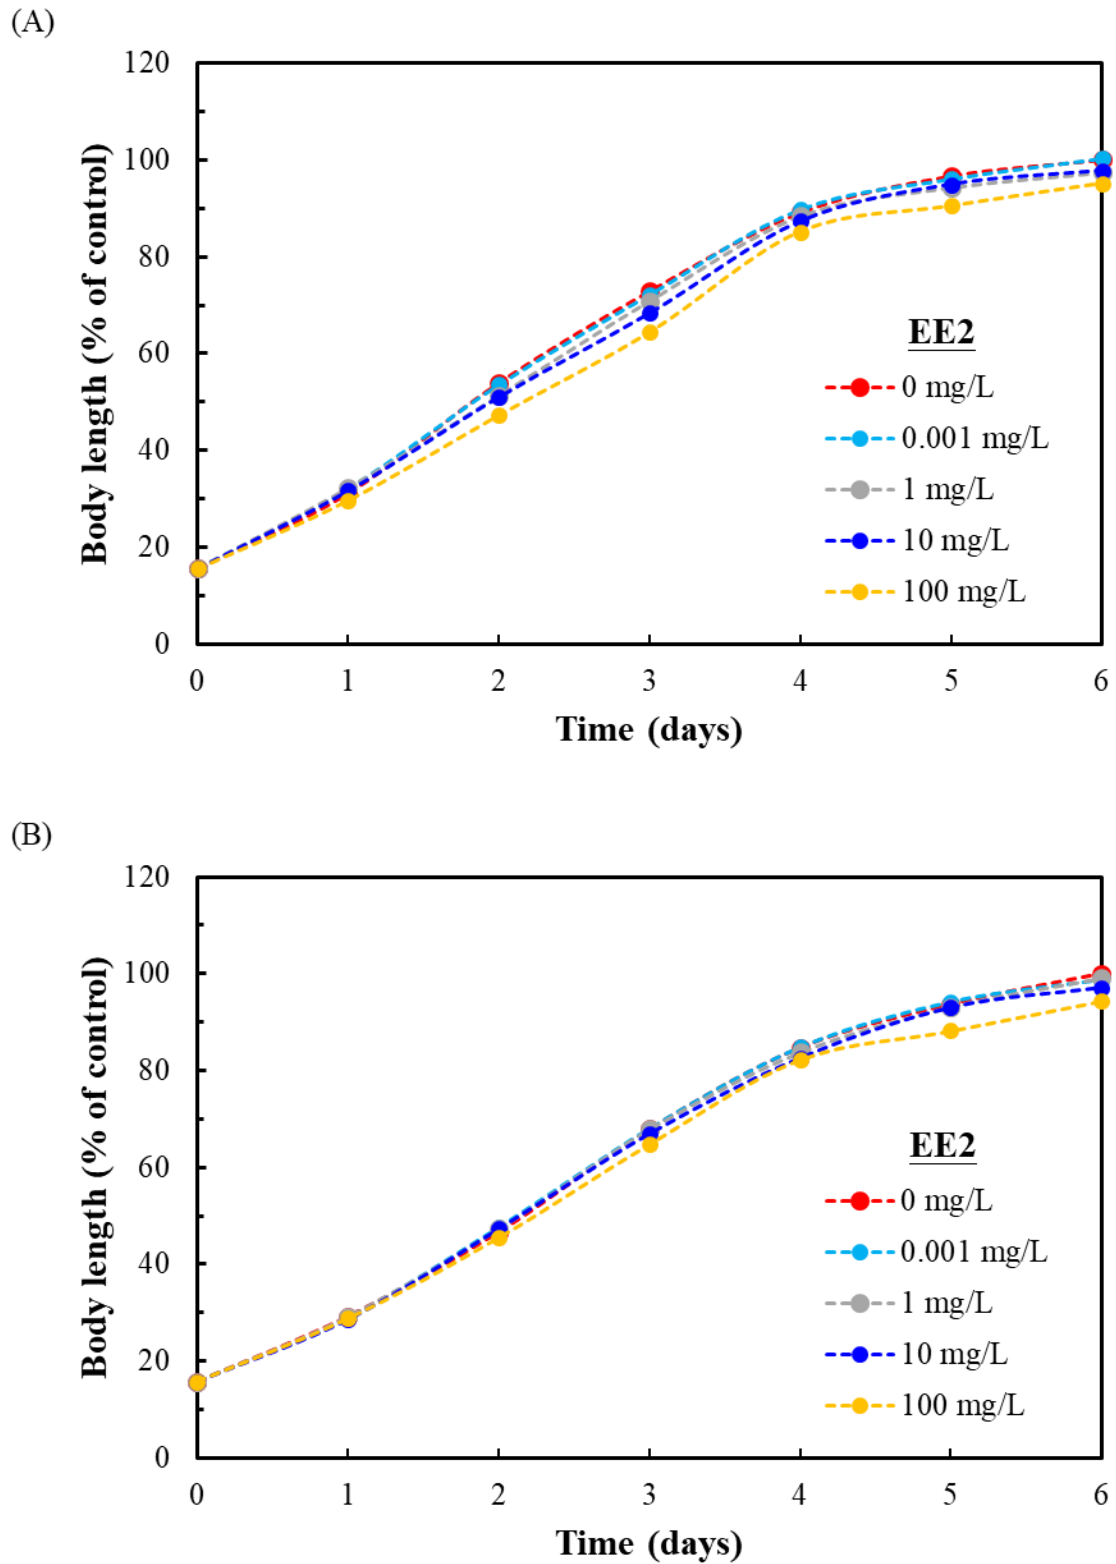 (A)
120
100
80
60
40
20
0
Body length (% of control)
EE2
0 mg/L
0.001 mg/L
1 mg/L
10 mg/L
100 mg/L
0 1 2 3 4 5 6
Time (days)
(B)
120
100
80
60
40
20
0
Body length (% of control)
EE2
0 mg/L
0.001 mg/L
1 mg/L
10 mg/L
100 mg/L
0 1 2 3 4 5 6
Time (days)